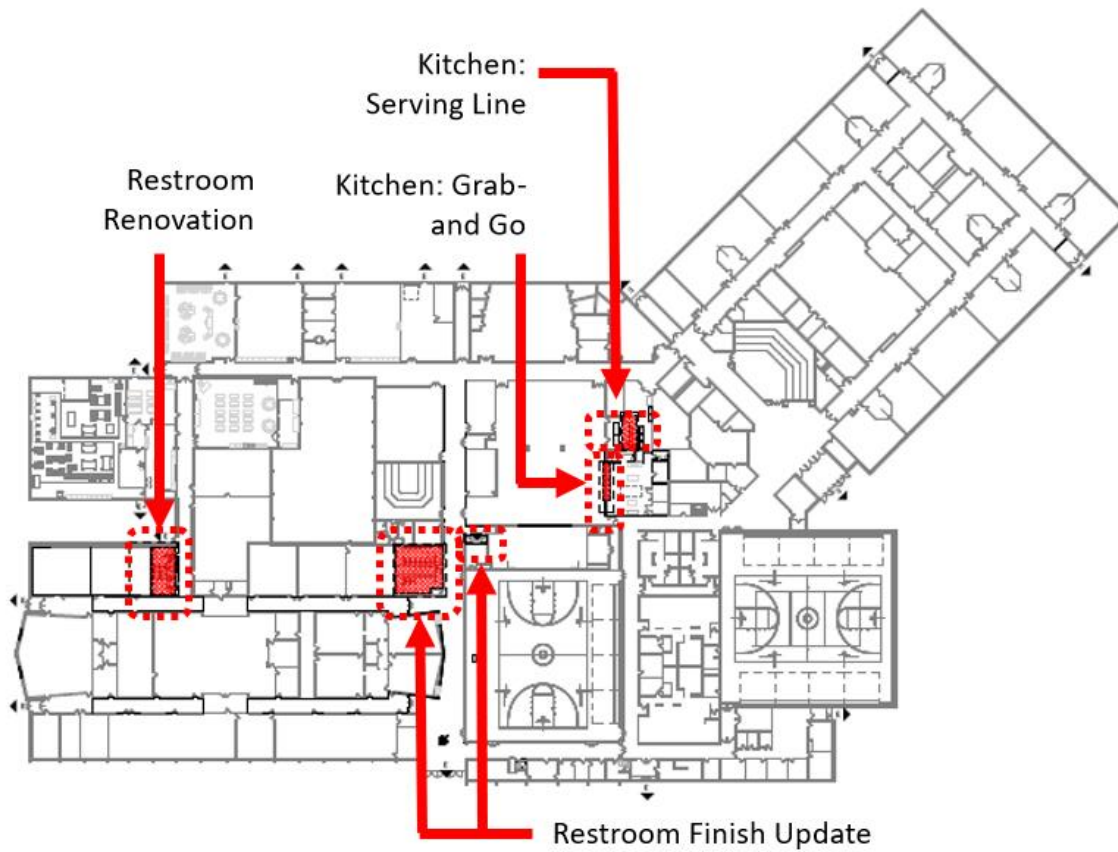 Kitchen:
Serving Line
Restroom
Renovation
Kitchen: Grab-
and Go
Restroom Finish Update